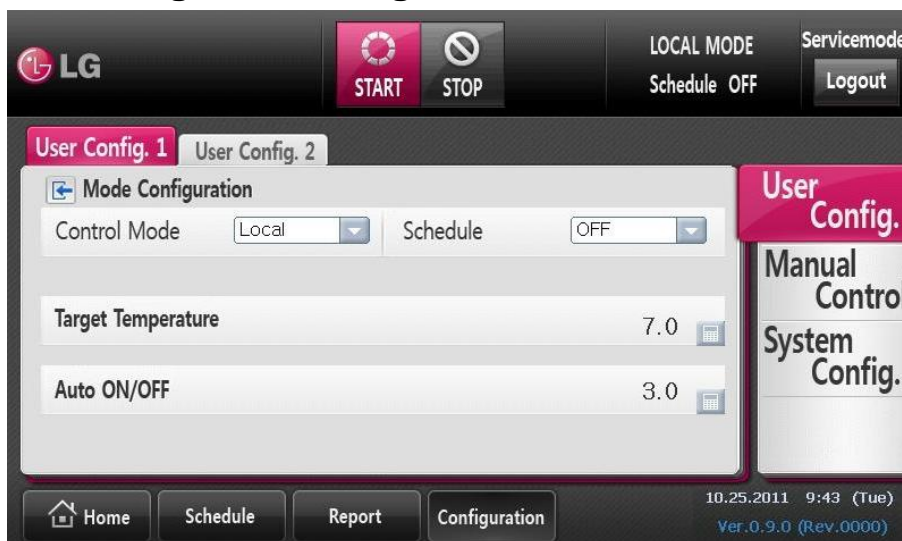 LG
START
STOP
LOCAL MODE
Schedule OFF
Servicemode
Logout
User Config. 1
User Config. 2
Mode Configuration
Control Mode
Local
Schedule
OFF
Target Temperature
7.0
Auto ON/OFF
3.0
User
Config.
Manual
Contro
System
Config.
Home
Schedule
Report
Configuration
10.25.2011 9:43 (Tue)
Ver.0.9.0 (Rev.0000)